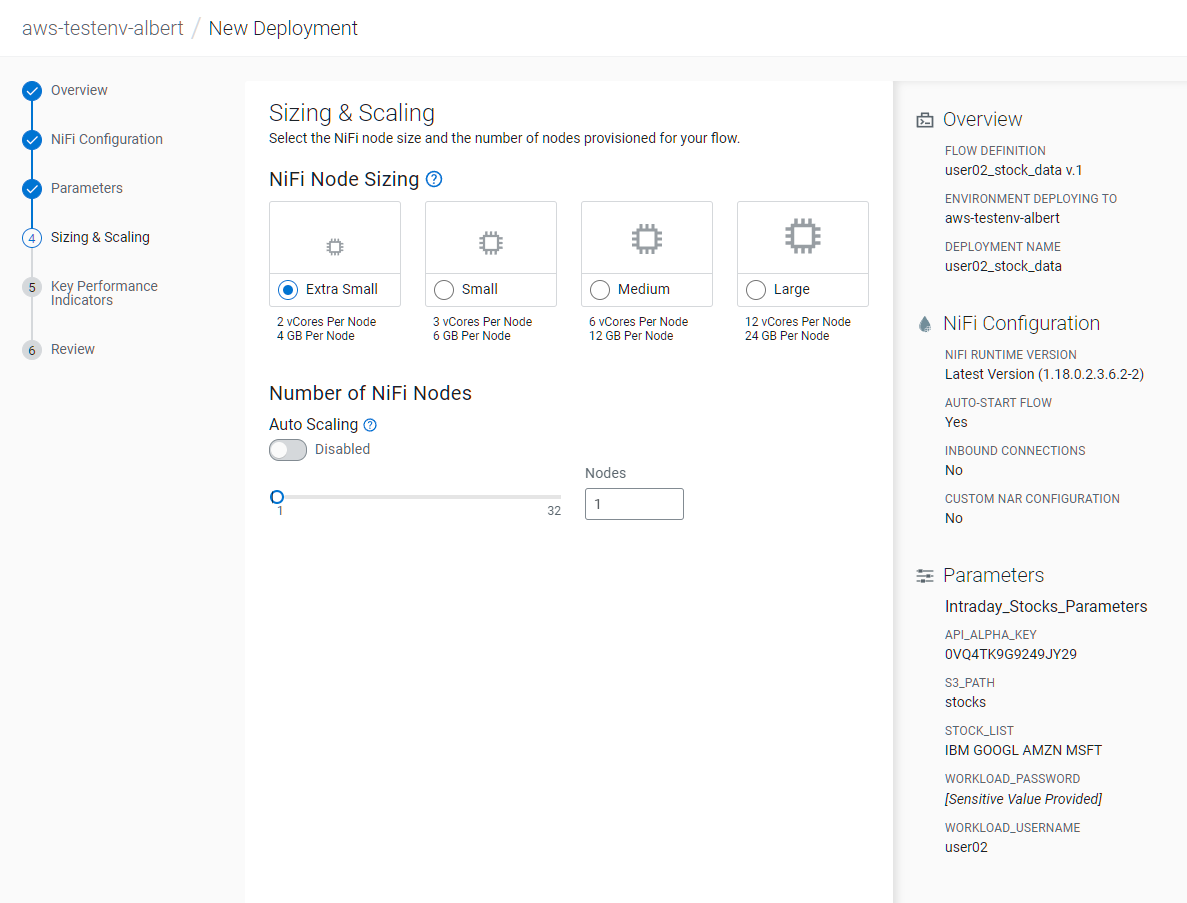 aws-testenv-albert / New Deployment
Overview
NiFi Configuration
Parameters
4 Sizing & Scaling
5 Key Performance
Indicators
6 Review
Sizing & Scaling
Select the NiFi node size and the number of nodes provisioned for your flow.
NiFi Node Sizing ?
Extra Small
2 vCores Per Node
4 GB Per Node
Small
3 vCores Per Node
6 GB Per Node
Medium
6 vCores Per Node
12 GB Per Node
Large
12 vCores Per Node
24 GB Per Node
Number of NiFi Nodes
Auto Scaling ?
Disabled
1
32
Nodes
1
Overview
FLOW DEFINITION
user02_stock_data v.1
ENVIRONMENT DEPLOYING TO
aws-testenv-albert
DEPLOYMENT NAME
user02_stock_data
NiFi Configuration
NIFI RUNTIME VERSION
Latest Version (1.18.0.2.3.6.2-2)
AUTO-START FLOW
Yes
INBOUND CONNECTIONS
No
CUSTOM NAR CONFIGURATION
No
Parameters
Intraday_Stocks_Parameters
API_ALPHA_KEY
0VQ4TK9G9249JY29
S3_PATH
stocks
STOCK_LIST
IBM GOOGL AMZN MSFT
WORKLOAD_PASSWORD
[Sensitive Value Provided]
WORKLOAD_USERNAME
user02